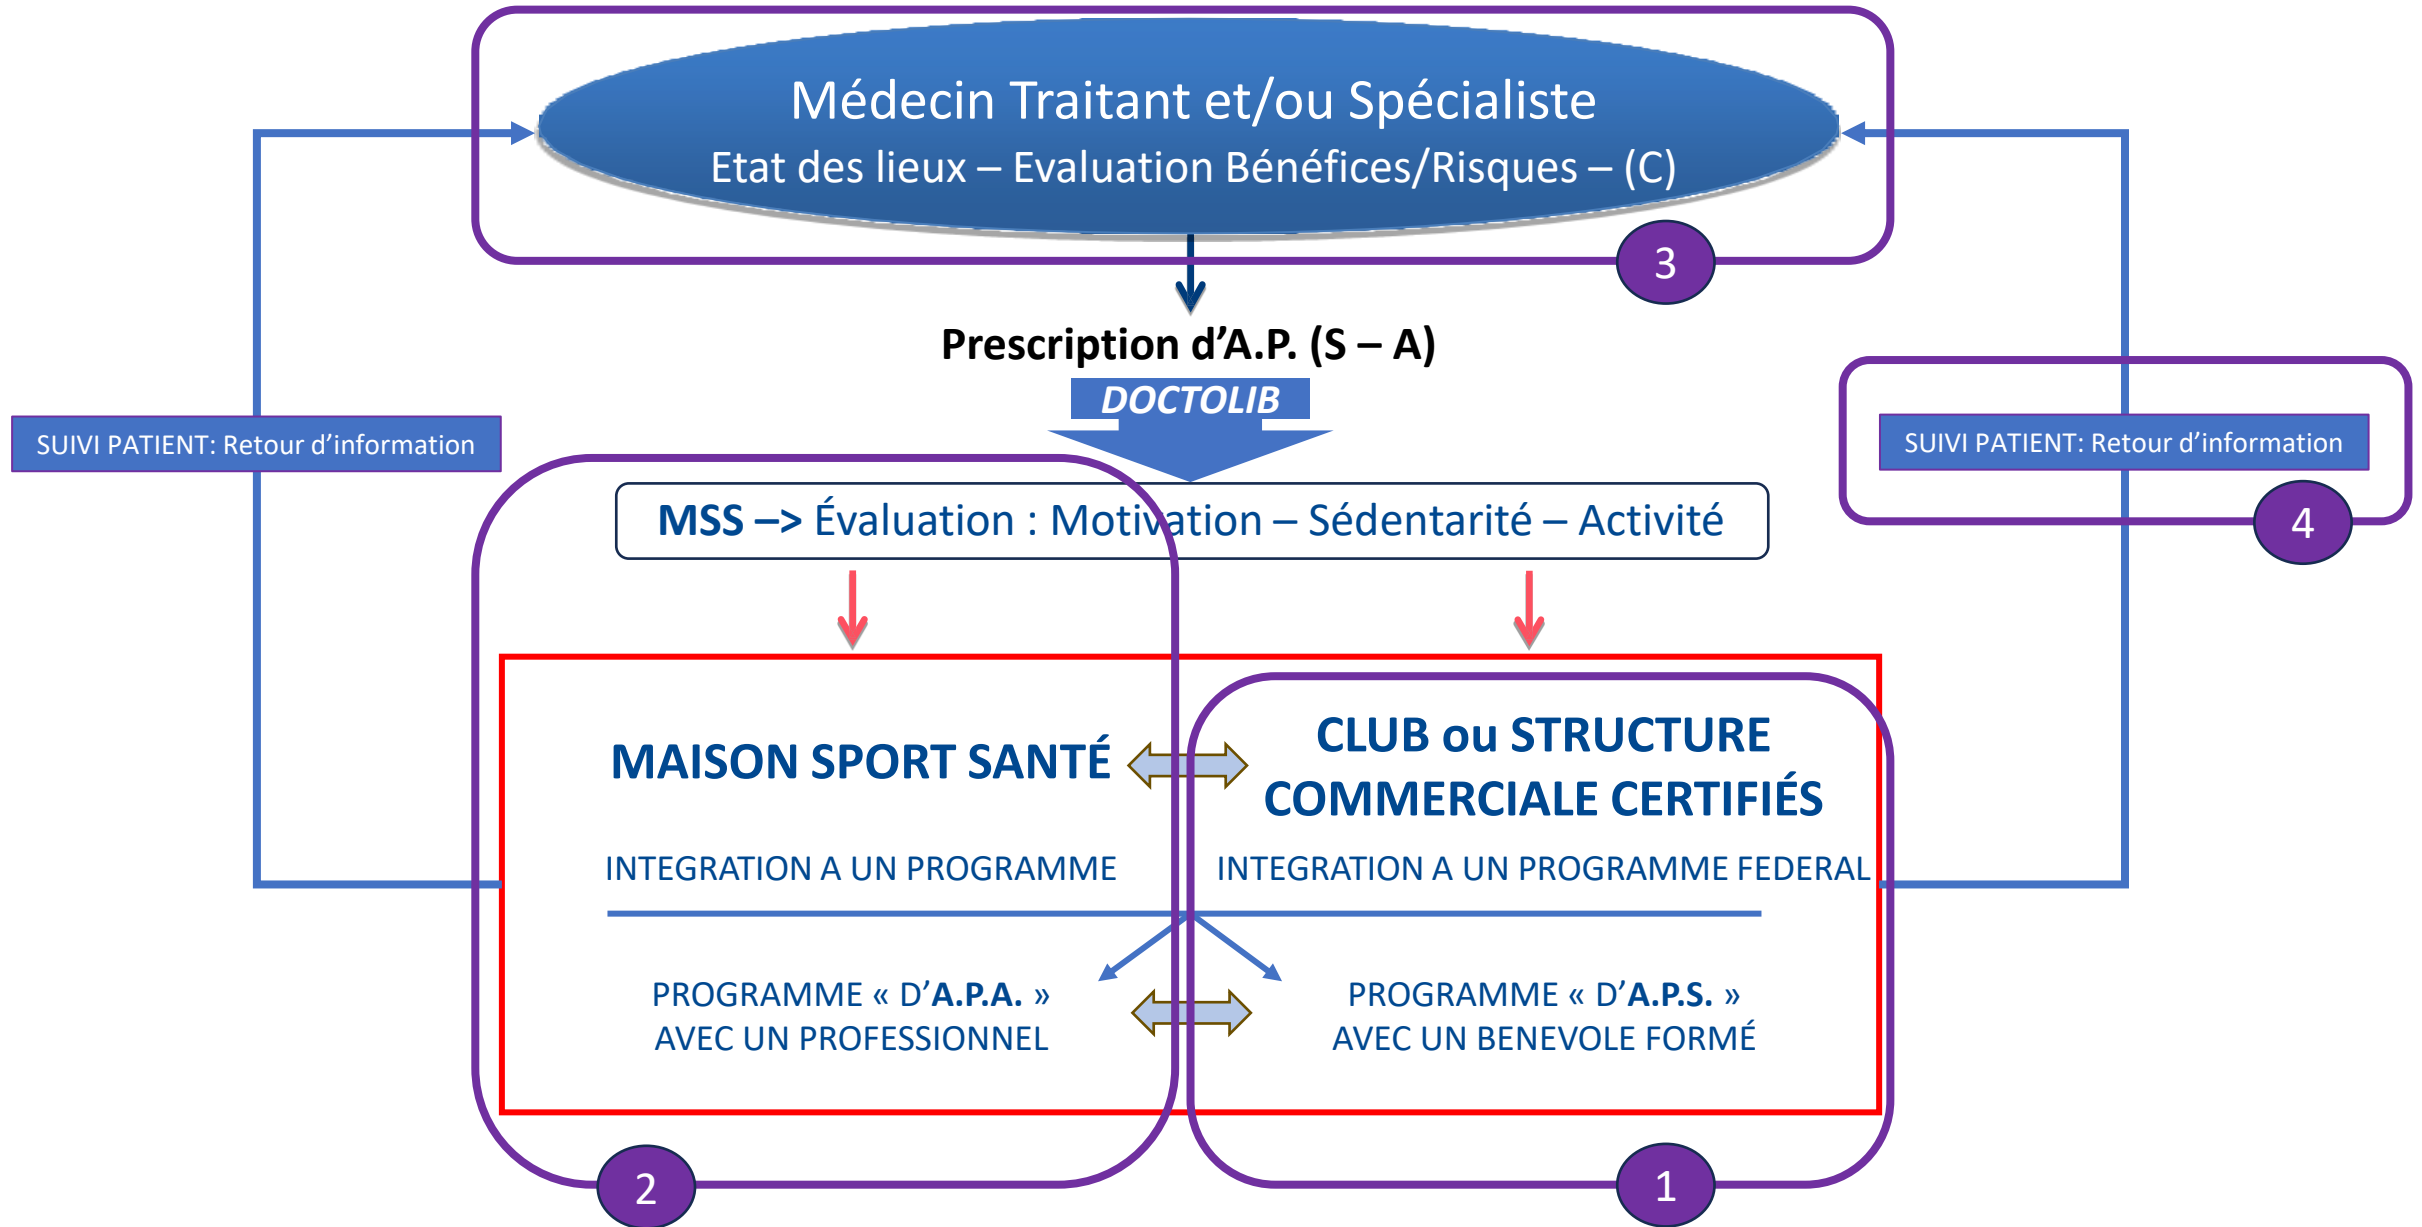 Médecin Traitant et/ou Spécialiste
Etat des lieux – Evaluation Bénéfices/Risques – (C)
3
Prescription d’A.P. (S – A)
DOCTOLIB
SUIVI PATIENT: Retour d’information
SUIVI PATIENT: Retour d’information
4
MSS –> Évaluation : Motivation – Sédentarité – Activité
MAISON SPORT SANTÉ
CLUB ou STRUCTURE
COMMERCIALE CERTIFIÉS
INTEGRATION A UN PROGRAMME
INTEGRATION A UN PROGRAMME FEDERAL
PROGRAMME « D’A.P.A. »
AVEC UN PROFESSIONNEL
PROGRAMME « D’A.P.S. »
AVEC UN BENEVOLE FORMÉ
2
1